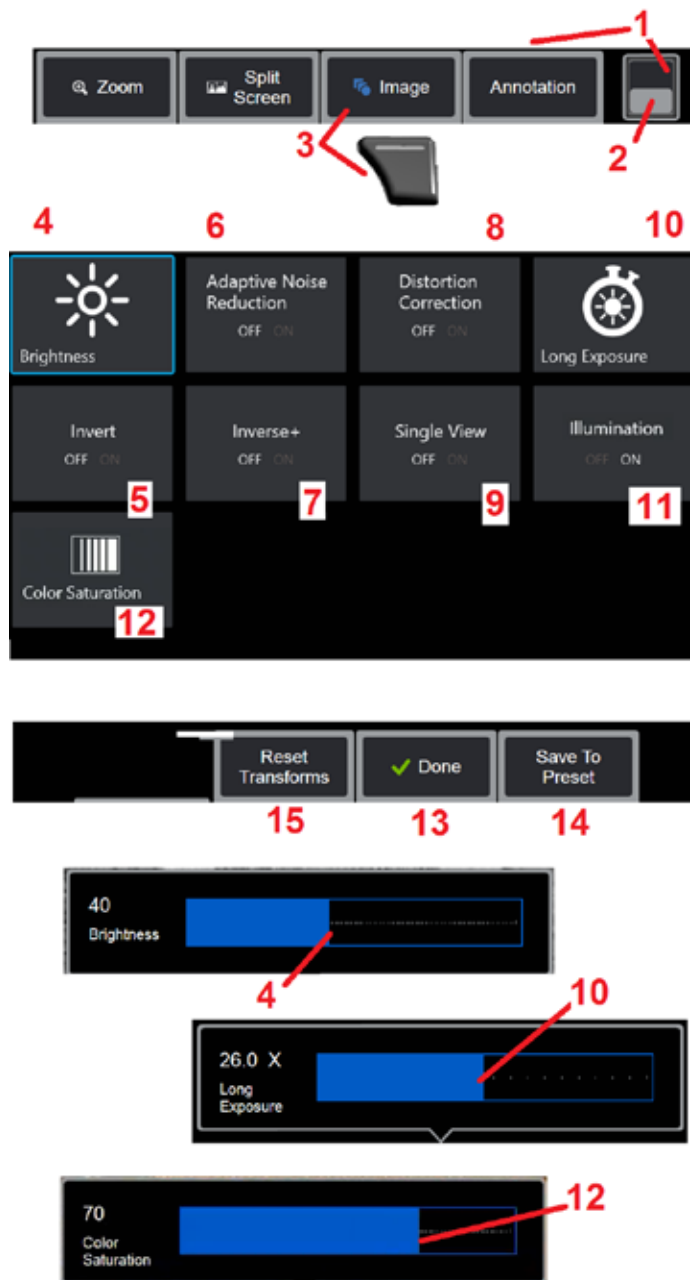 1
Zoom
Split
Screen
Image
Annotation
3
2
4
6
8
10
Brightness
Adaptive Noise
Reduction
OFF ON
Distortion
Correction
OFF ON
Long Exposure
Invert
OFF ON
5
Inverse+
OFF ON
7
Single View
OFF ON
9
Illumination
OFF ON
11
Color Saturation
12
Reset
Transforms
Done
Save To
Preset
15
13
14
40
Brightness
4
10
26.0 X
Long
Exposure
12
70
Color
Saturation